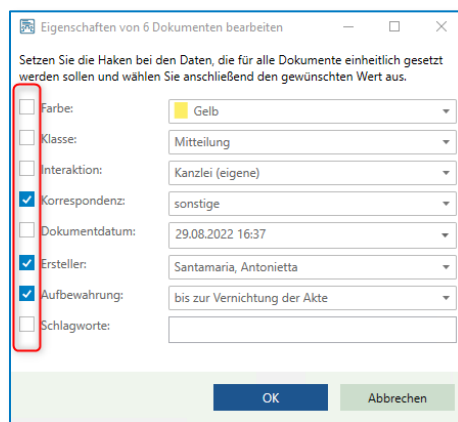 Eigenschaften von 6 Dokumenten bearbeiten
Setzen Sie die Haken bei den Daten, die für alle Dokumente einheitlich gesetzt
werden sollen und wählen Sie anschließend den gewünschten Wert aus.
Farbe: Gelb
Klasse: Mitteilung
Interaktion: Kanzlei (eigene)
Korrespondenz: sonstige
Dokumentdatum: 29.08.2022 16:37
Ersteller: Santamaria, Antonietta
Aufbewahrung: bis zur Vernichtung der Akte
Schlagworte:
OK Abbrechen